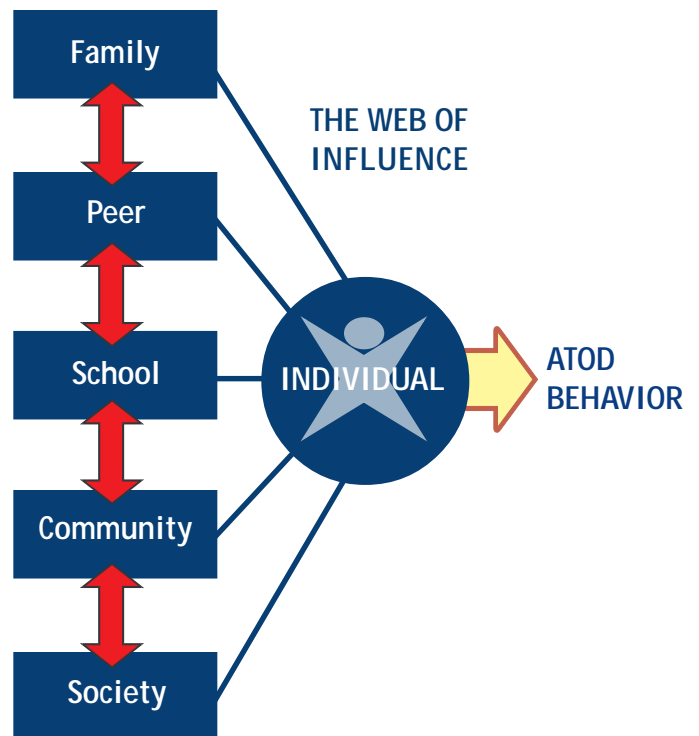 Family
THE WEB OF
INFLUENCE
Peer
School
INDIVIDUAL
ATOD
BEHAVIOR
Community
Society